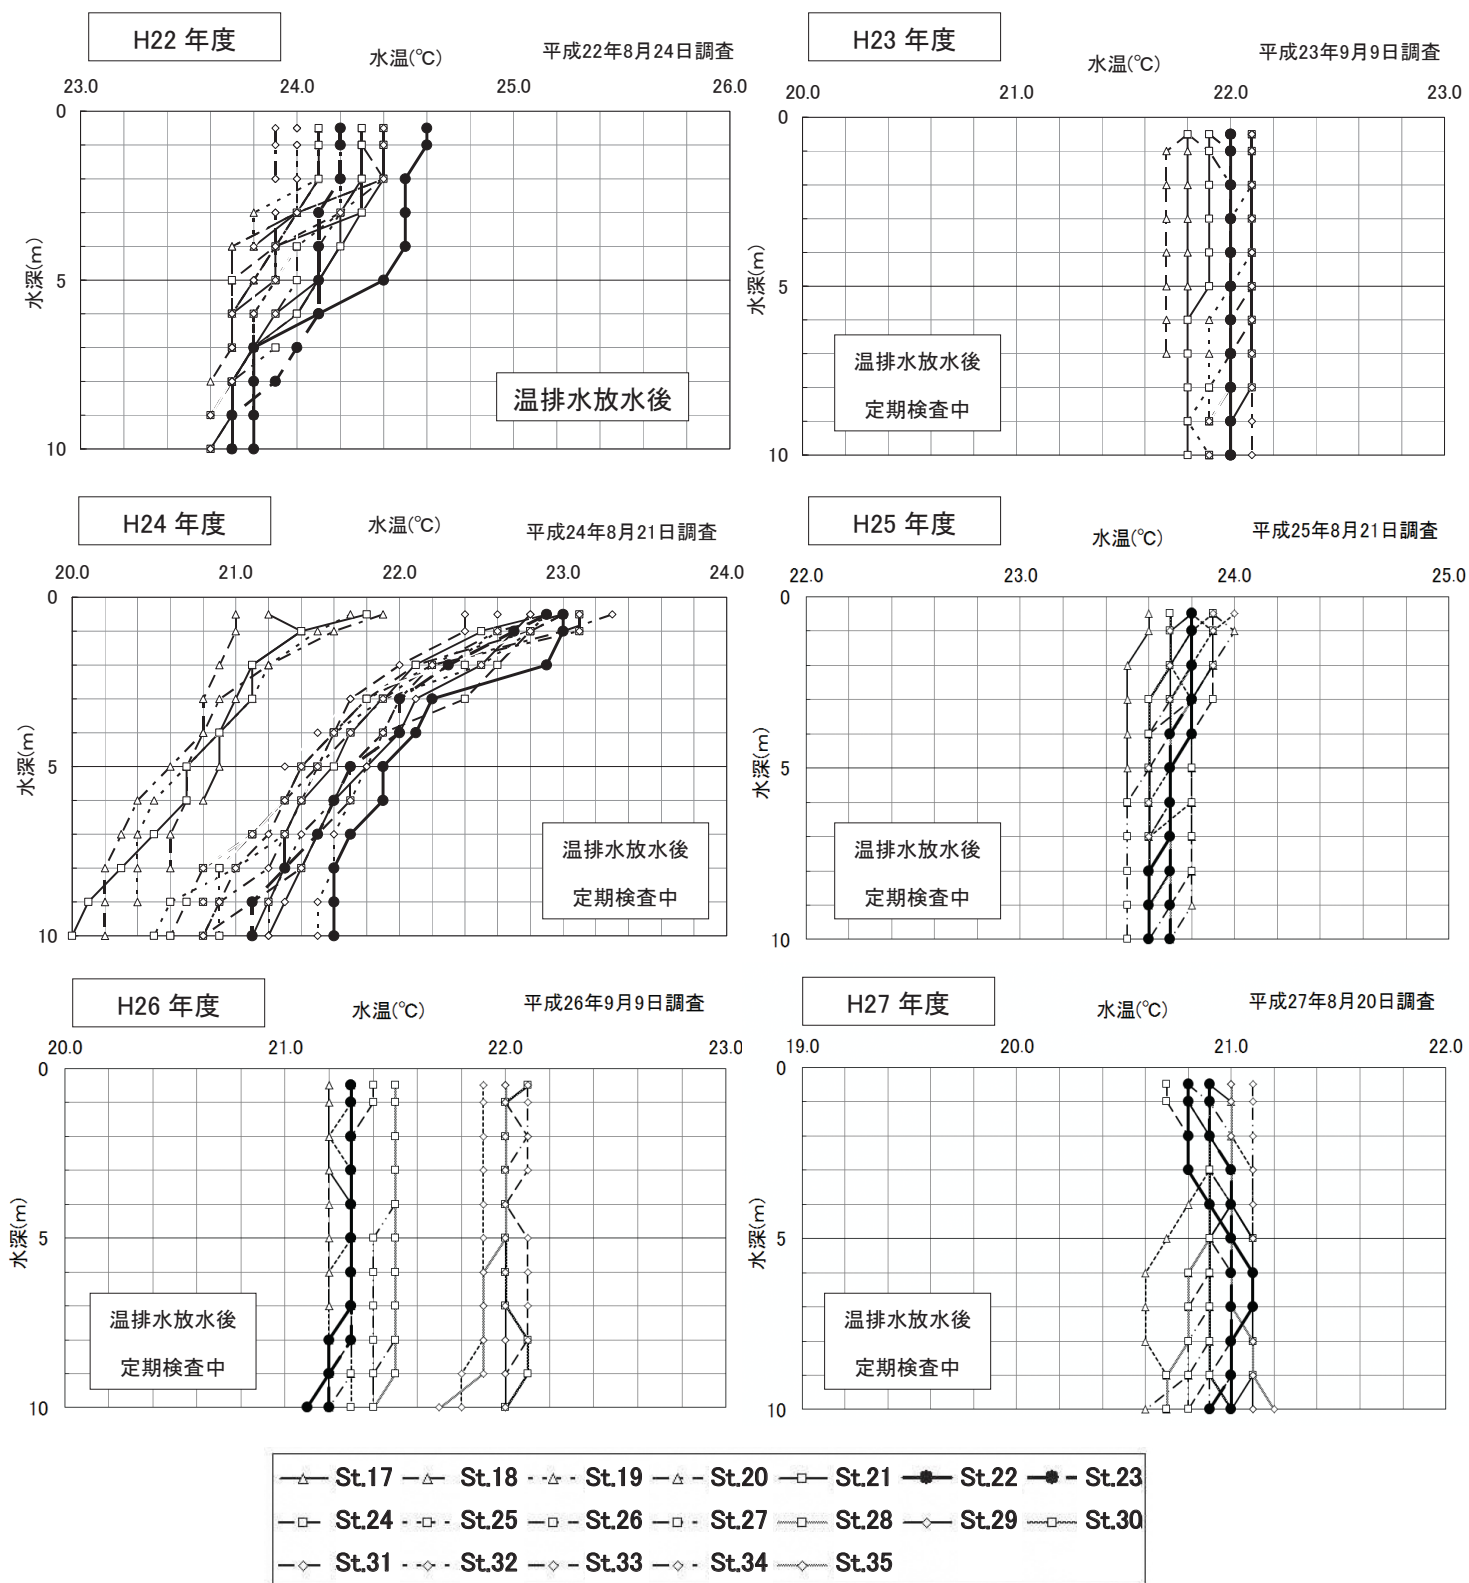 H22 年度
水温(℃)
平成22年8月24日調査
23.0 24.0 25.0 26.0
0
5
10
水深(m)
温排水放水後
H23 年度
水温(℃)
平成23年9月9日調査
20.0 21.0 22.0 23.0
0
5
10
水深(m)
温排水放水後
定期検査中
H24 年度
水温(℃)
平成24年8月21日調査
20.0 21.0 22.0 23.0 24.0
0
5
10
水深(m)
温排水放水後
定期検査中
H25 年度
水温(℃)
平成25年8月21日調査
22.0 23.0 24.0 25.0
0
5
10
水深(m)
温排水放水後
定期検査中
H26 年度
水温(℃)
平成26年9月9日調査
20.0 21.0 22.0 23.0
0
5
10
水深(m)
温排水放水後
定期検査中
H27 年度
水温(℃)
平成27年8月20日調査
19.0 20.0 21.0 22.0
0
5
10
水深(m)
温排水放水後
定期検査中
St.17 St.18 St.19 St.20 St.21 St.22 St.23
St.24 St.25 St.26 St.27 St.28 St.29 St.30
St.31 St.32 St.33 St.34 St.35